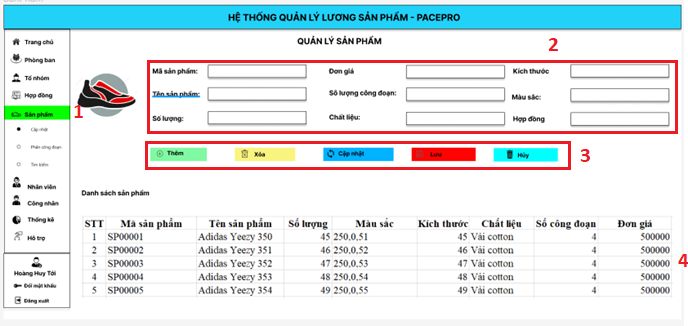 HỆ THỐNG QUẢN LÝ LƯƠNG SẢN PHẨM - PACEPRO
Trang chủ
Phòng ban
Tổ nhóm
Hợp đồng
Sản phẩm
Cập nhật
Phân công đoạn
Tìm kiếm
Nhân viên
Công nhân
Thống kê
Hỗ trợ
Hoàng Huy Tới
Đổi mật khẩu
Đăng xuất
1
QUẢN LÝ SẢN PHẨM
2
Mã sản phẩm: Đơn giá Kích thước
Tên sản phẩm: Số lượng công đoạn: Màu sắc:
Số lượng: Chất liệu: Hợp đồng
Thêm Xóa Cập nhật Lưu Hủy
3
Danh sách sản phẩm
STT Mã sản phẩm Tên sản phẩm Số lượng Màu sắc Kích thước Chất liệu Số công đoạn Đơn giá
1 SP00001 Adidas Yeezy 350 45 250,0,51 45 Vải cotton 4 500000
2 SP00002 Adidas Yeezy 351 46 250,0,52 46 Vải cotton 4 500000
3 SP00003 Adidas Yeezy 352 47 250,0,53 47 Vải cotton 4 500000
4 SP00004 Adidas Yeezy 353 48 250,0,54 48 Vải cotton 4 500000
5 SP00005 Adidas Yeezy 354 49 250,0,55 49 Vải cotton 4 500000
4